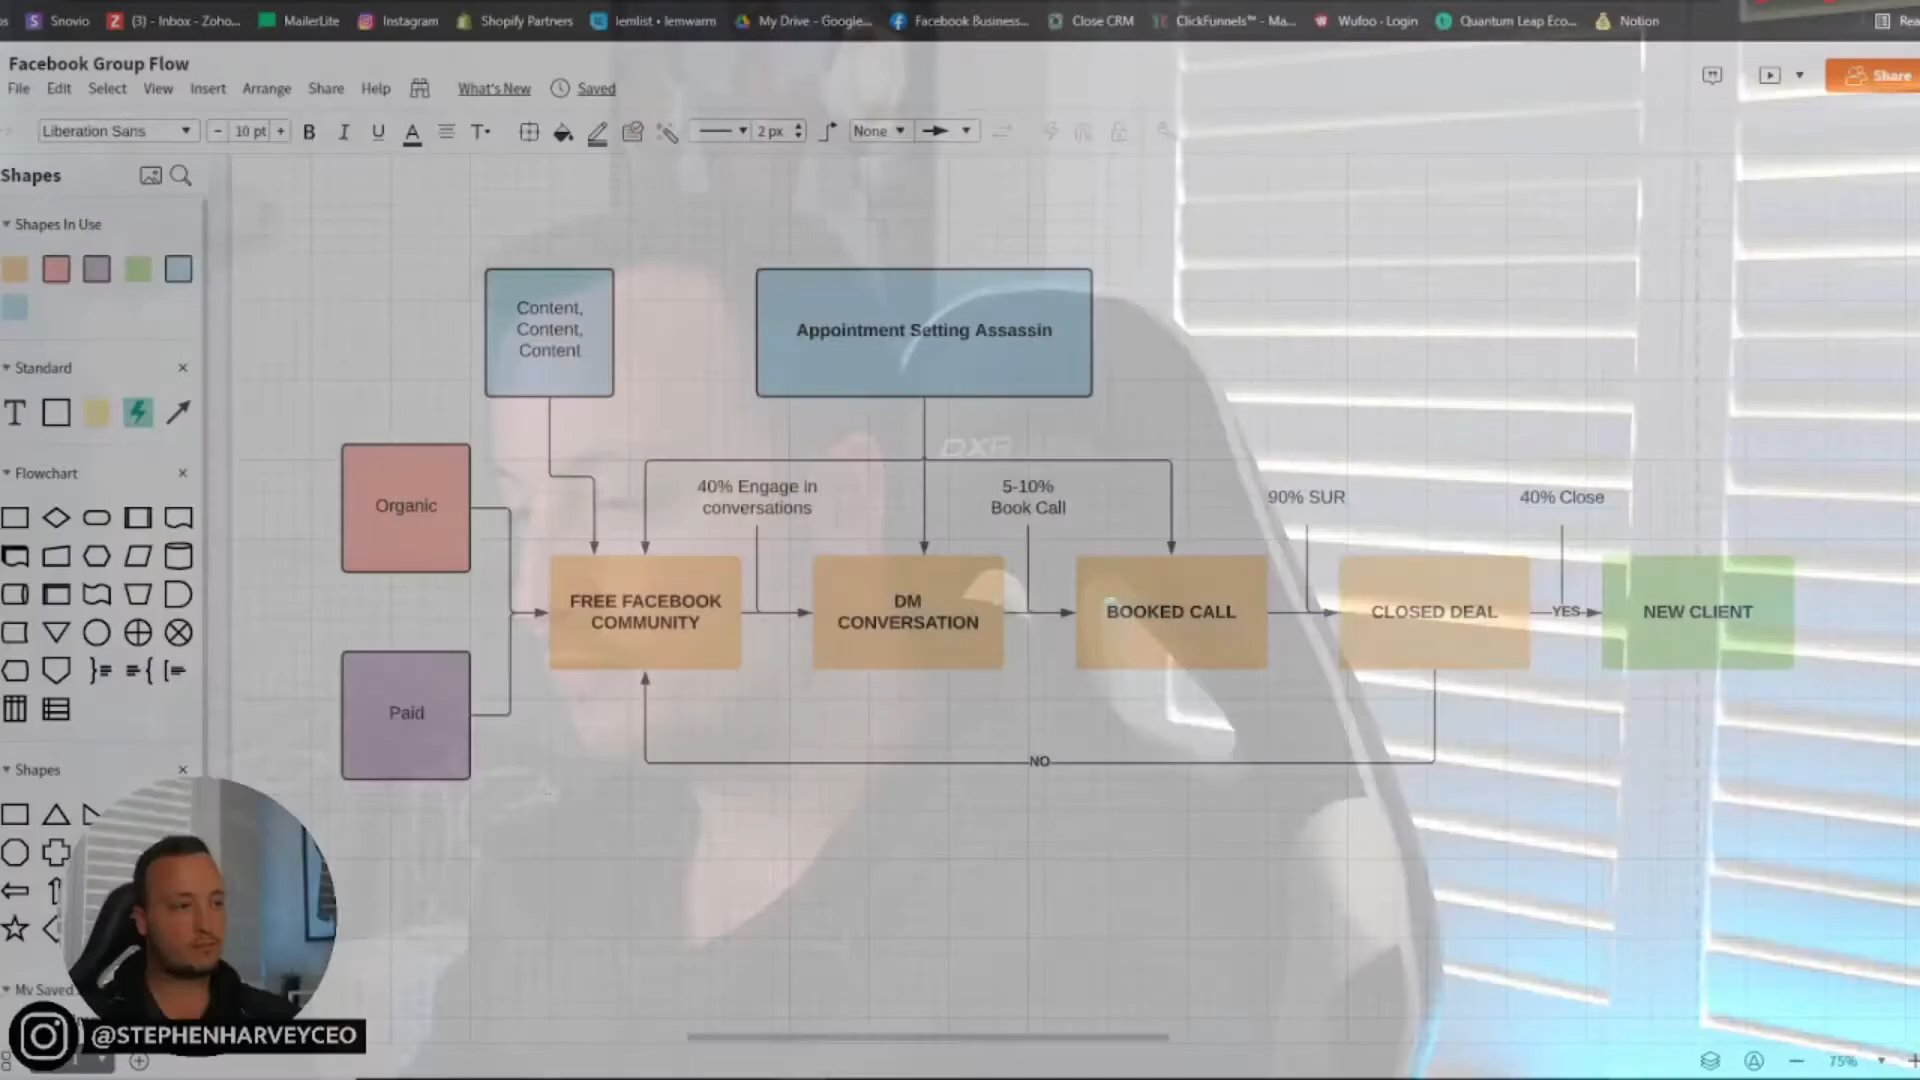 Snovio
(3) - Inbox - Zoho...
MailerLite
Instagram
Shopify Partners
lemlist • lemwarm
My Drive - Google...
Facebook Business...
Close CRM
ClickFunnels™ - Ma...
Wufoo - Login
Quantum Leap Eco...
Notion
Facebook Group Flow
File Edit Select View Insert Arrange Share Help What's New Saved
Share
Liberation Sans - 10 pt + B I U A T 2 px None
Shapes
Shapes In Use
Standard
T
Flowchart
Shapes
@STEPHENHARVEYCEO
75%
Content,
Content,
Content
Appointment Setting Assassin
Organic
Paid
40% Engage in
conversations
5-10%
Book Call
90% SUR
40% Close
FREE FACEBOOK
COMMUNITY
DM
CONVERSATION
BOOKED CALL
CLOSED DEAL
YES
NEW CLIENT
NO
DXR